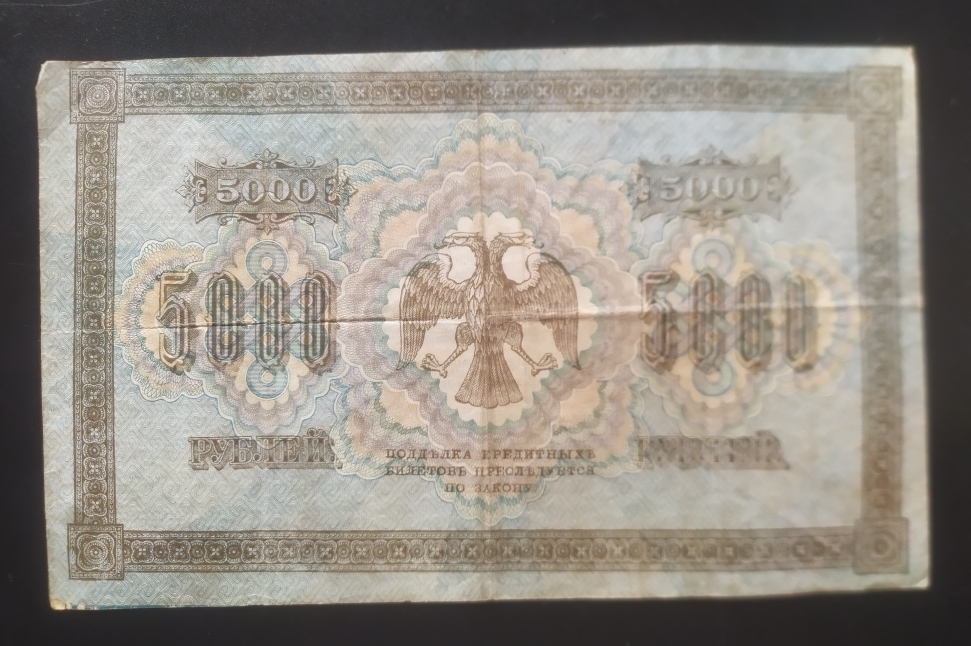 5000 5000
5000 5000
РУБЛЕЙ. РУБЛЕЙ.
ПОДДѢЛКА КРЕДИТНЫХЪ
БИЛЕТОВЪ ПРЕСЛѢДУЕТСЯ
ПО ЗАКОНУ.